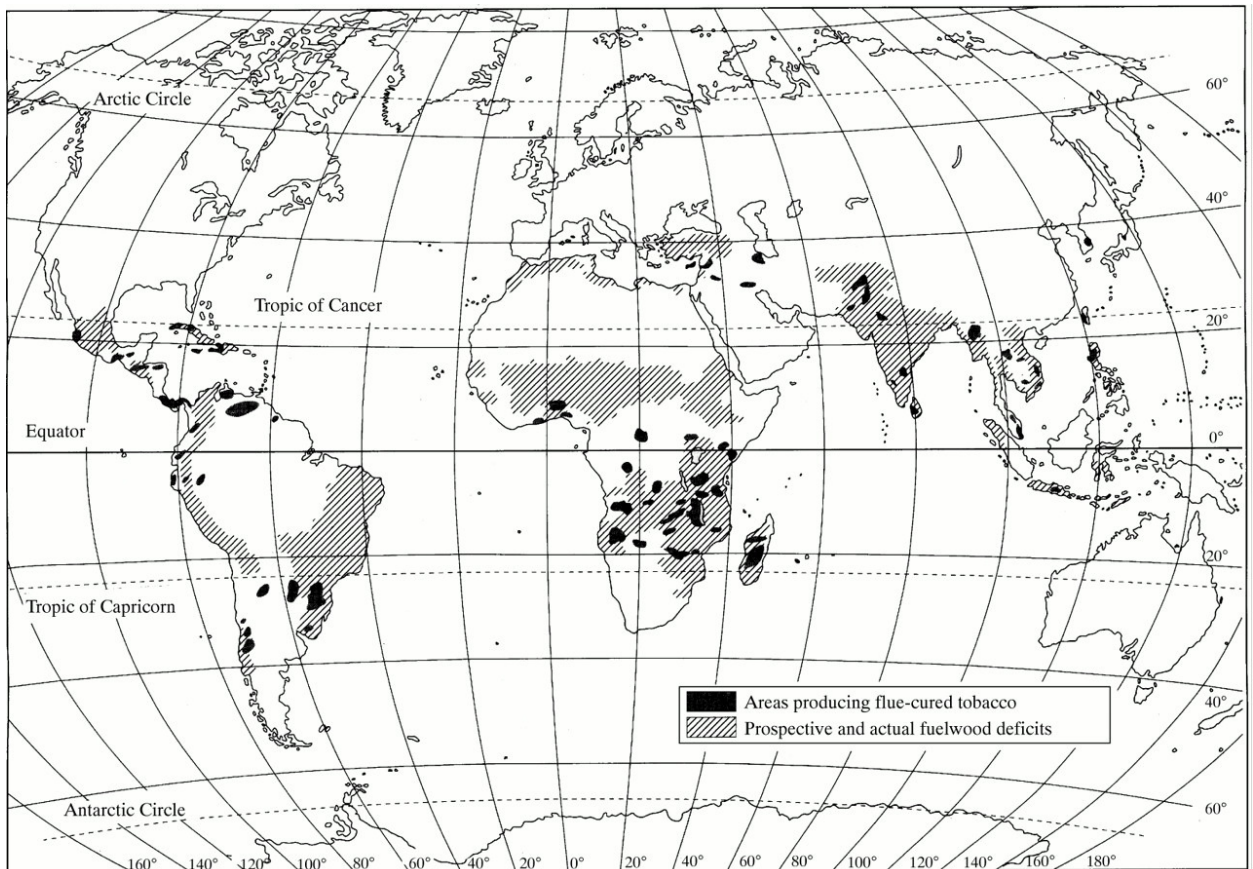 Arctic Circle
60°
40°
Tropic of Cancer
20°
Equator
0°
20°
Tropic of Capricorn
Areas producing flue-cured tobacco
Prospective and actual fuelwood deficits
40°
Antarctic Circle
60°
160° 140° 120° 100° 80° 60° 40° 20° 0° 20° 40° 60° 80° 100° 120° 140° 160° 180°